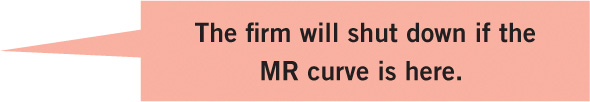 The firm will shut down if the
MR curve is here.